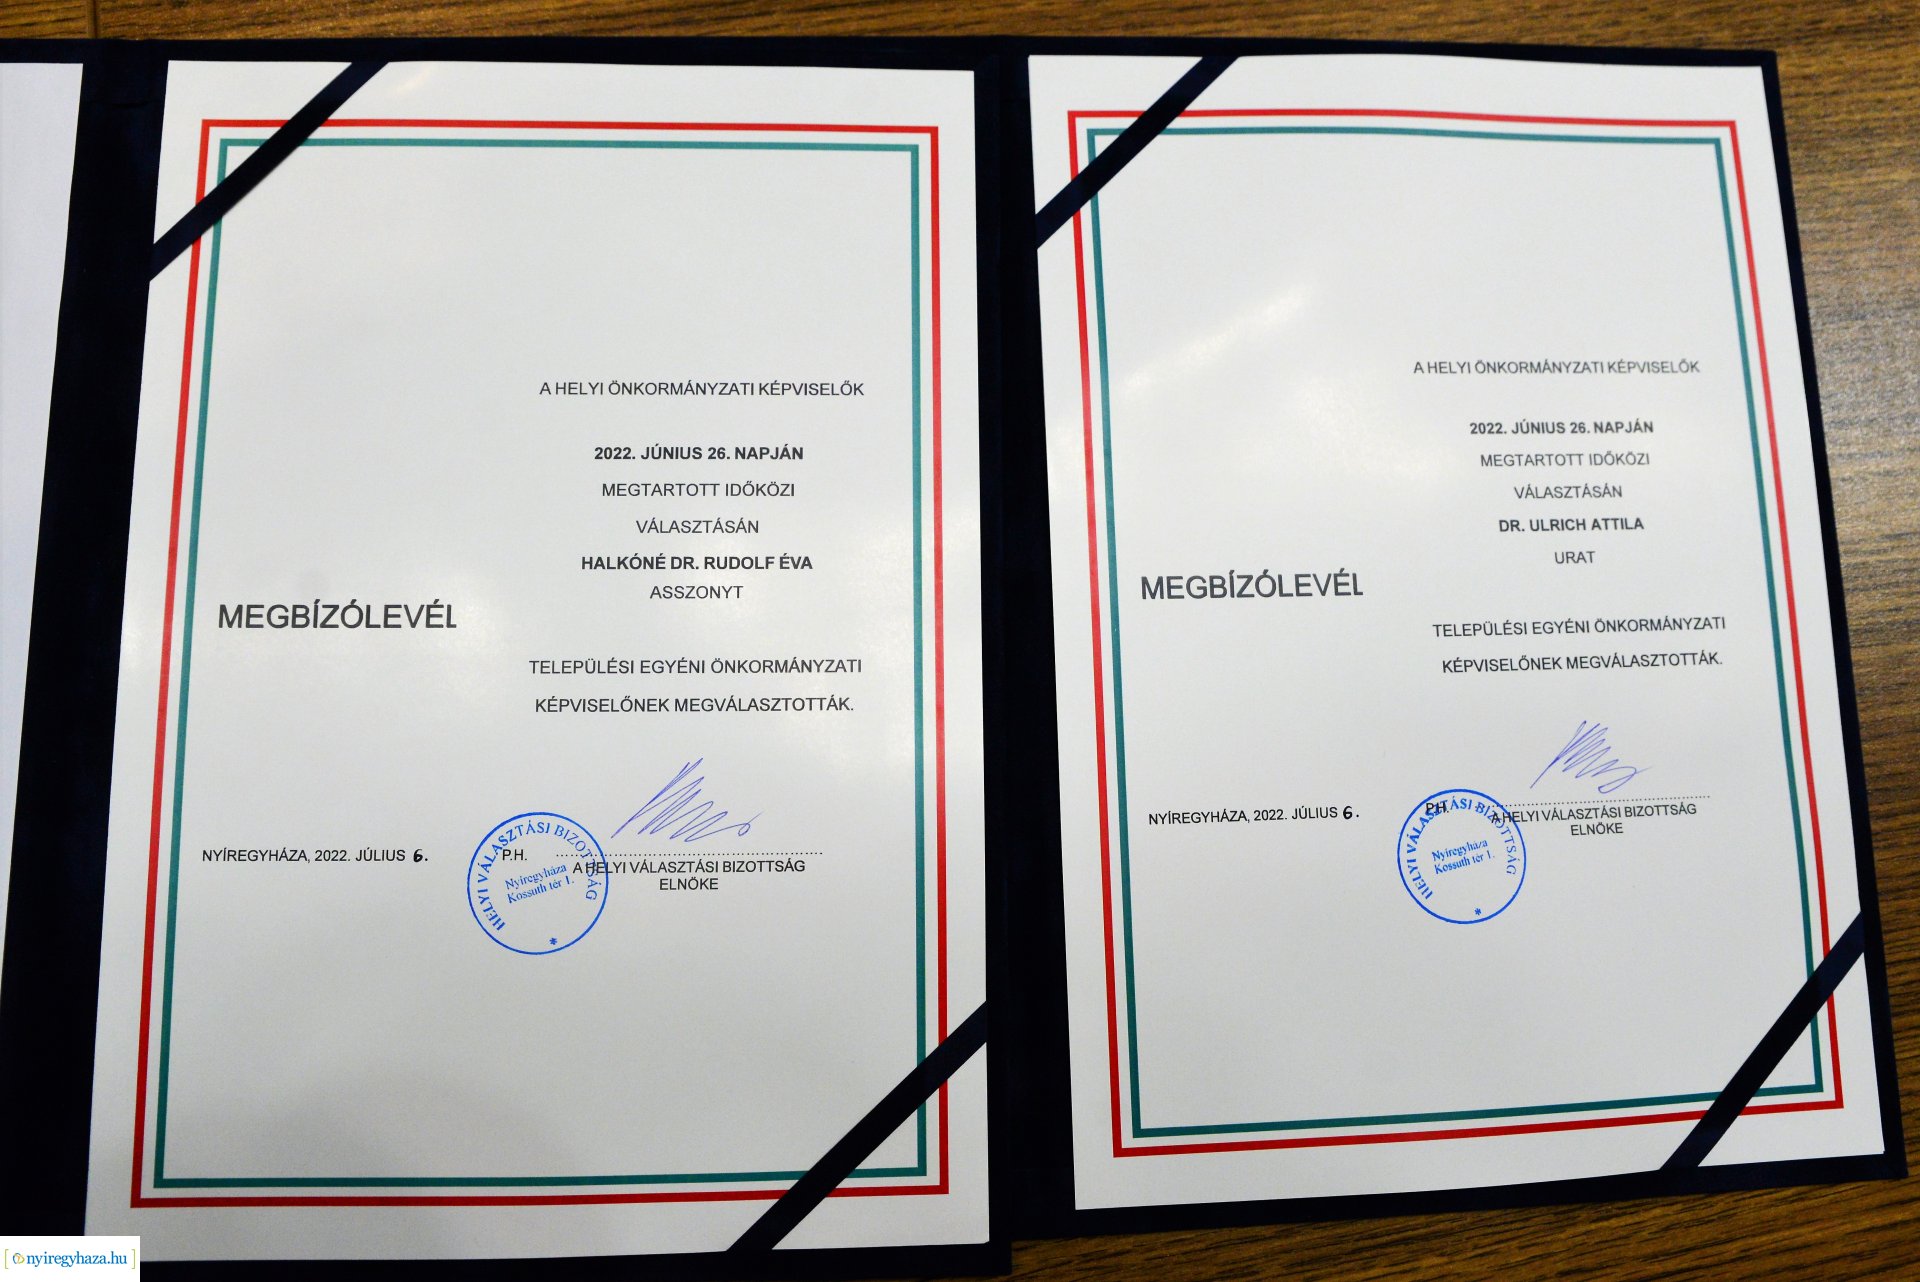 A HELYI ÖNKORMÁNYZATI KÉPVISELŐK
2022. JÚNIUS 26. NAPJÁN
MEGTARTOTT IDŐKÖZI
VÁLASZTÁSÁN
HALKÓNÉ DR. RUDOLF ÉVA
ASSZONYT
MEGBÍZÓLEVÉL
TELEPÜLÉSI EGYÉNI ÖNKORMÁNYZATI
KÉPVISELŐNEK MEGVÁLASZTOTTÁK.
NYÍREGYHÁZA, 2022. JÚLIUS 6.
P.H.
A HELYI VÁLASZTÁSI BIZOTTSÁG
ELNÖKE
HELYI VÁLASZTÁSI BIZOTTSÁG
Nyíregyháza
Kossuth tér 1.
*
A HELYI ÖNKORMÁNYZATI KÉPVISELŐK
2022. JÚNIUS 26. NAPJÁN
MEGTARTOTT IDŐKÖZI
VÁLASZTÁSÁN
DR. ULRICH ATTILA
URAT
MEGBÍZÓLEVÉL
TELEPÜLÉSI EGYÉNI ÖNKORMÁNYZATI
KÉPVISELŐNEK MEGVÁLASZTOTTÁK.
NYÍREGYHÁZA, 2022. JÚLIUS 6.
P.H.
A HELYI VÁLASZTÁSI BIZOTTSÁG
ELNÖKE
HELYI VÁLASZTÁSI BIZOTTSÁG
Nyíregyháza
Kossuth tér 1.
*
[nyiregyhaza.hu]